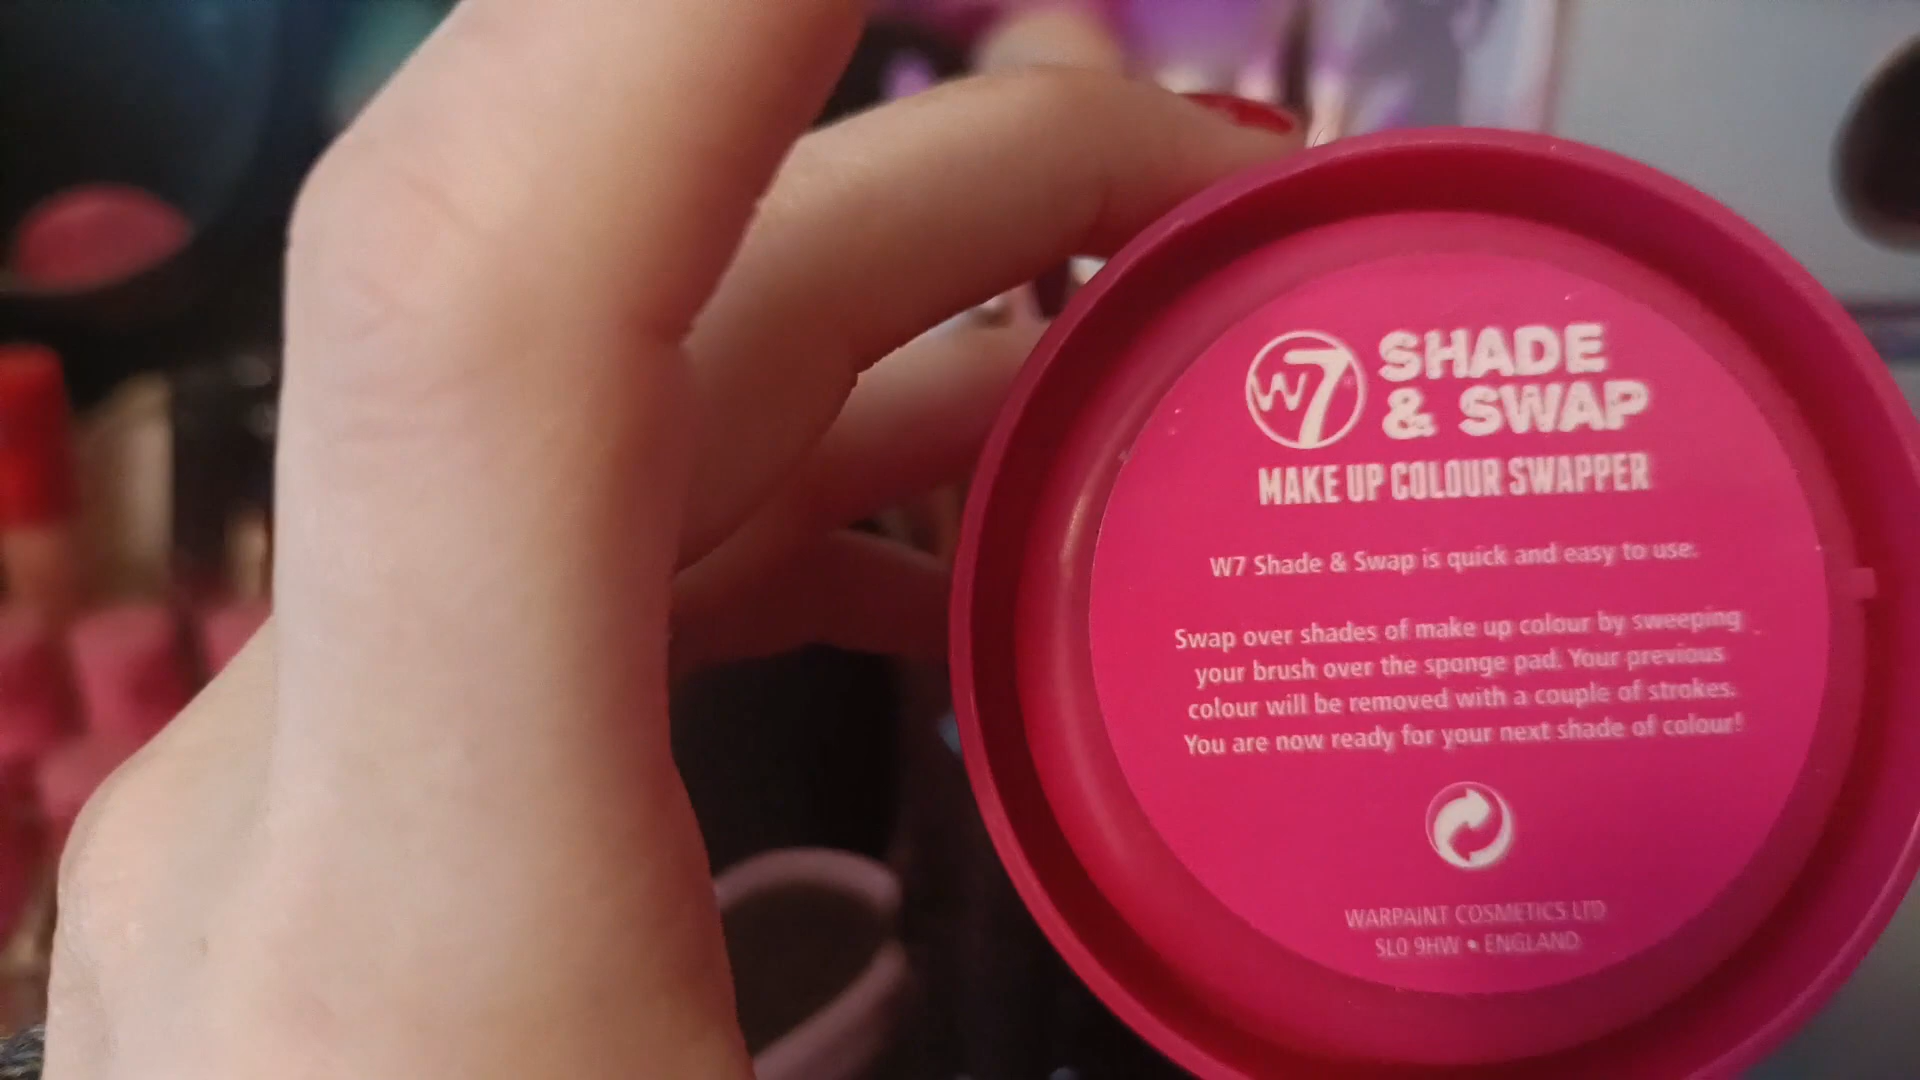 W7 SHADE
& SWAP
MAKE UP COLOUR SWAPPER
W7 Shade & Swap is quick and easy to use:
Swap over shades of make up colour by sweeping
your brush over the sponge pad. Your previous
colour will be removed with a couple of strokes.
You are now ready for your next shade of colour!
WARPAINT COSMETICS LTD
SL0 9HW • ENGLAND